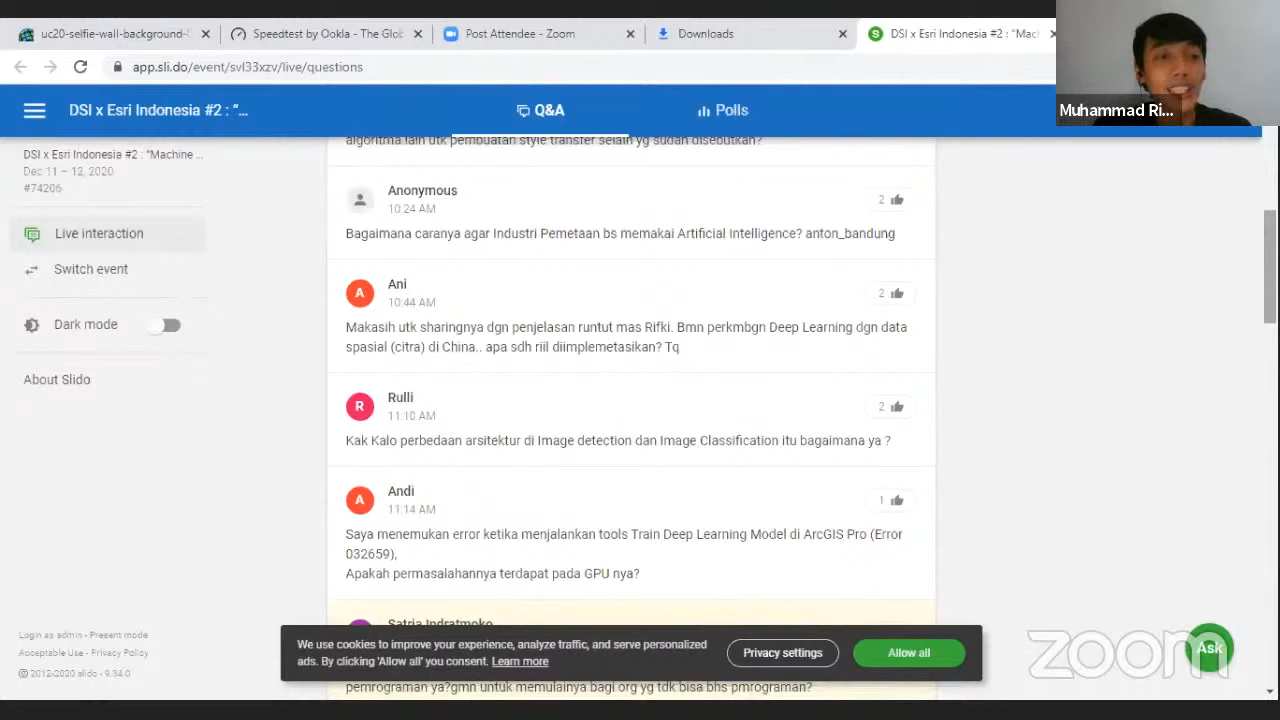 uc20-selfie-wall-background-
Speedtest by Ookla - The Glob
Post Attendee - Zoom
Downloads
DSI x Esri Indonesia #2 : "Mach
app.sli.do/event/svl33xzv/live/questions
Muhammad Ri...
DSI x Esri Indonesia #2 : “...
Q&A
Polls
DSI x Esri Indonesia #2 : "Machine ...
Dec 11 – 12, 2020
#74206
Live interaction
Switch event
Dark mode
About Slido
algoritma lain utk pembuatan style transfer selain yg sudah disebutkan?
Anonymous
10:24 AM
2
Bagaimana caranya agar Industri Pemetaan bs memakai Artificial Intelligence? anton_bandung
A
Ani
10:44 AM
2
Makasih utk sharingnya dgn penjelasan runtut mas Rifki. Bmn perkmbgn Deep Learning dgn data
spasial (citra) di China.. apa sdh riil diimplemetasikan? Tq
R
Rulli
11:10 AM
2
Kak Kalo perbedaan arsitektur di Image detection dan Image Classification itu bagaimana ya ?
A
Andi
11:14 AM
1
Saya menemukan error ketika menjalankan tools Train Deep Learning Model di ArcGIS Pro (Error
032659),
Apakah permasalahannya terdapat pada GPU nya?
Satria Indratmoko
pemrograman ya?gmn untuk memulainya bagi org yg tdk bisa bhs pmrograman?
We use cookies to improve your experience, analyze traffic, and serve personalized
ads. By clicking 'Allow all' you consent. Learn more
Privacy settings
Allow all
Login as admin - Present mode
Acceptable Use - Privacy Policy
© 2012-2020 slido - 9.34.0
Ask
zoom